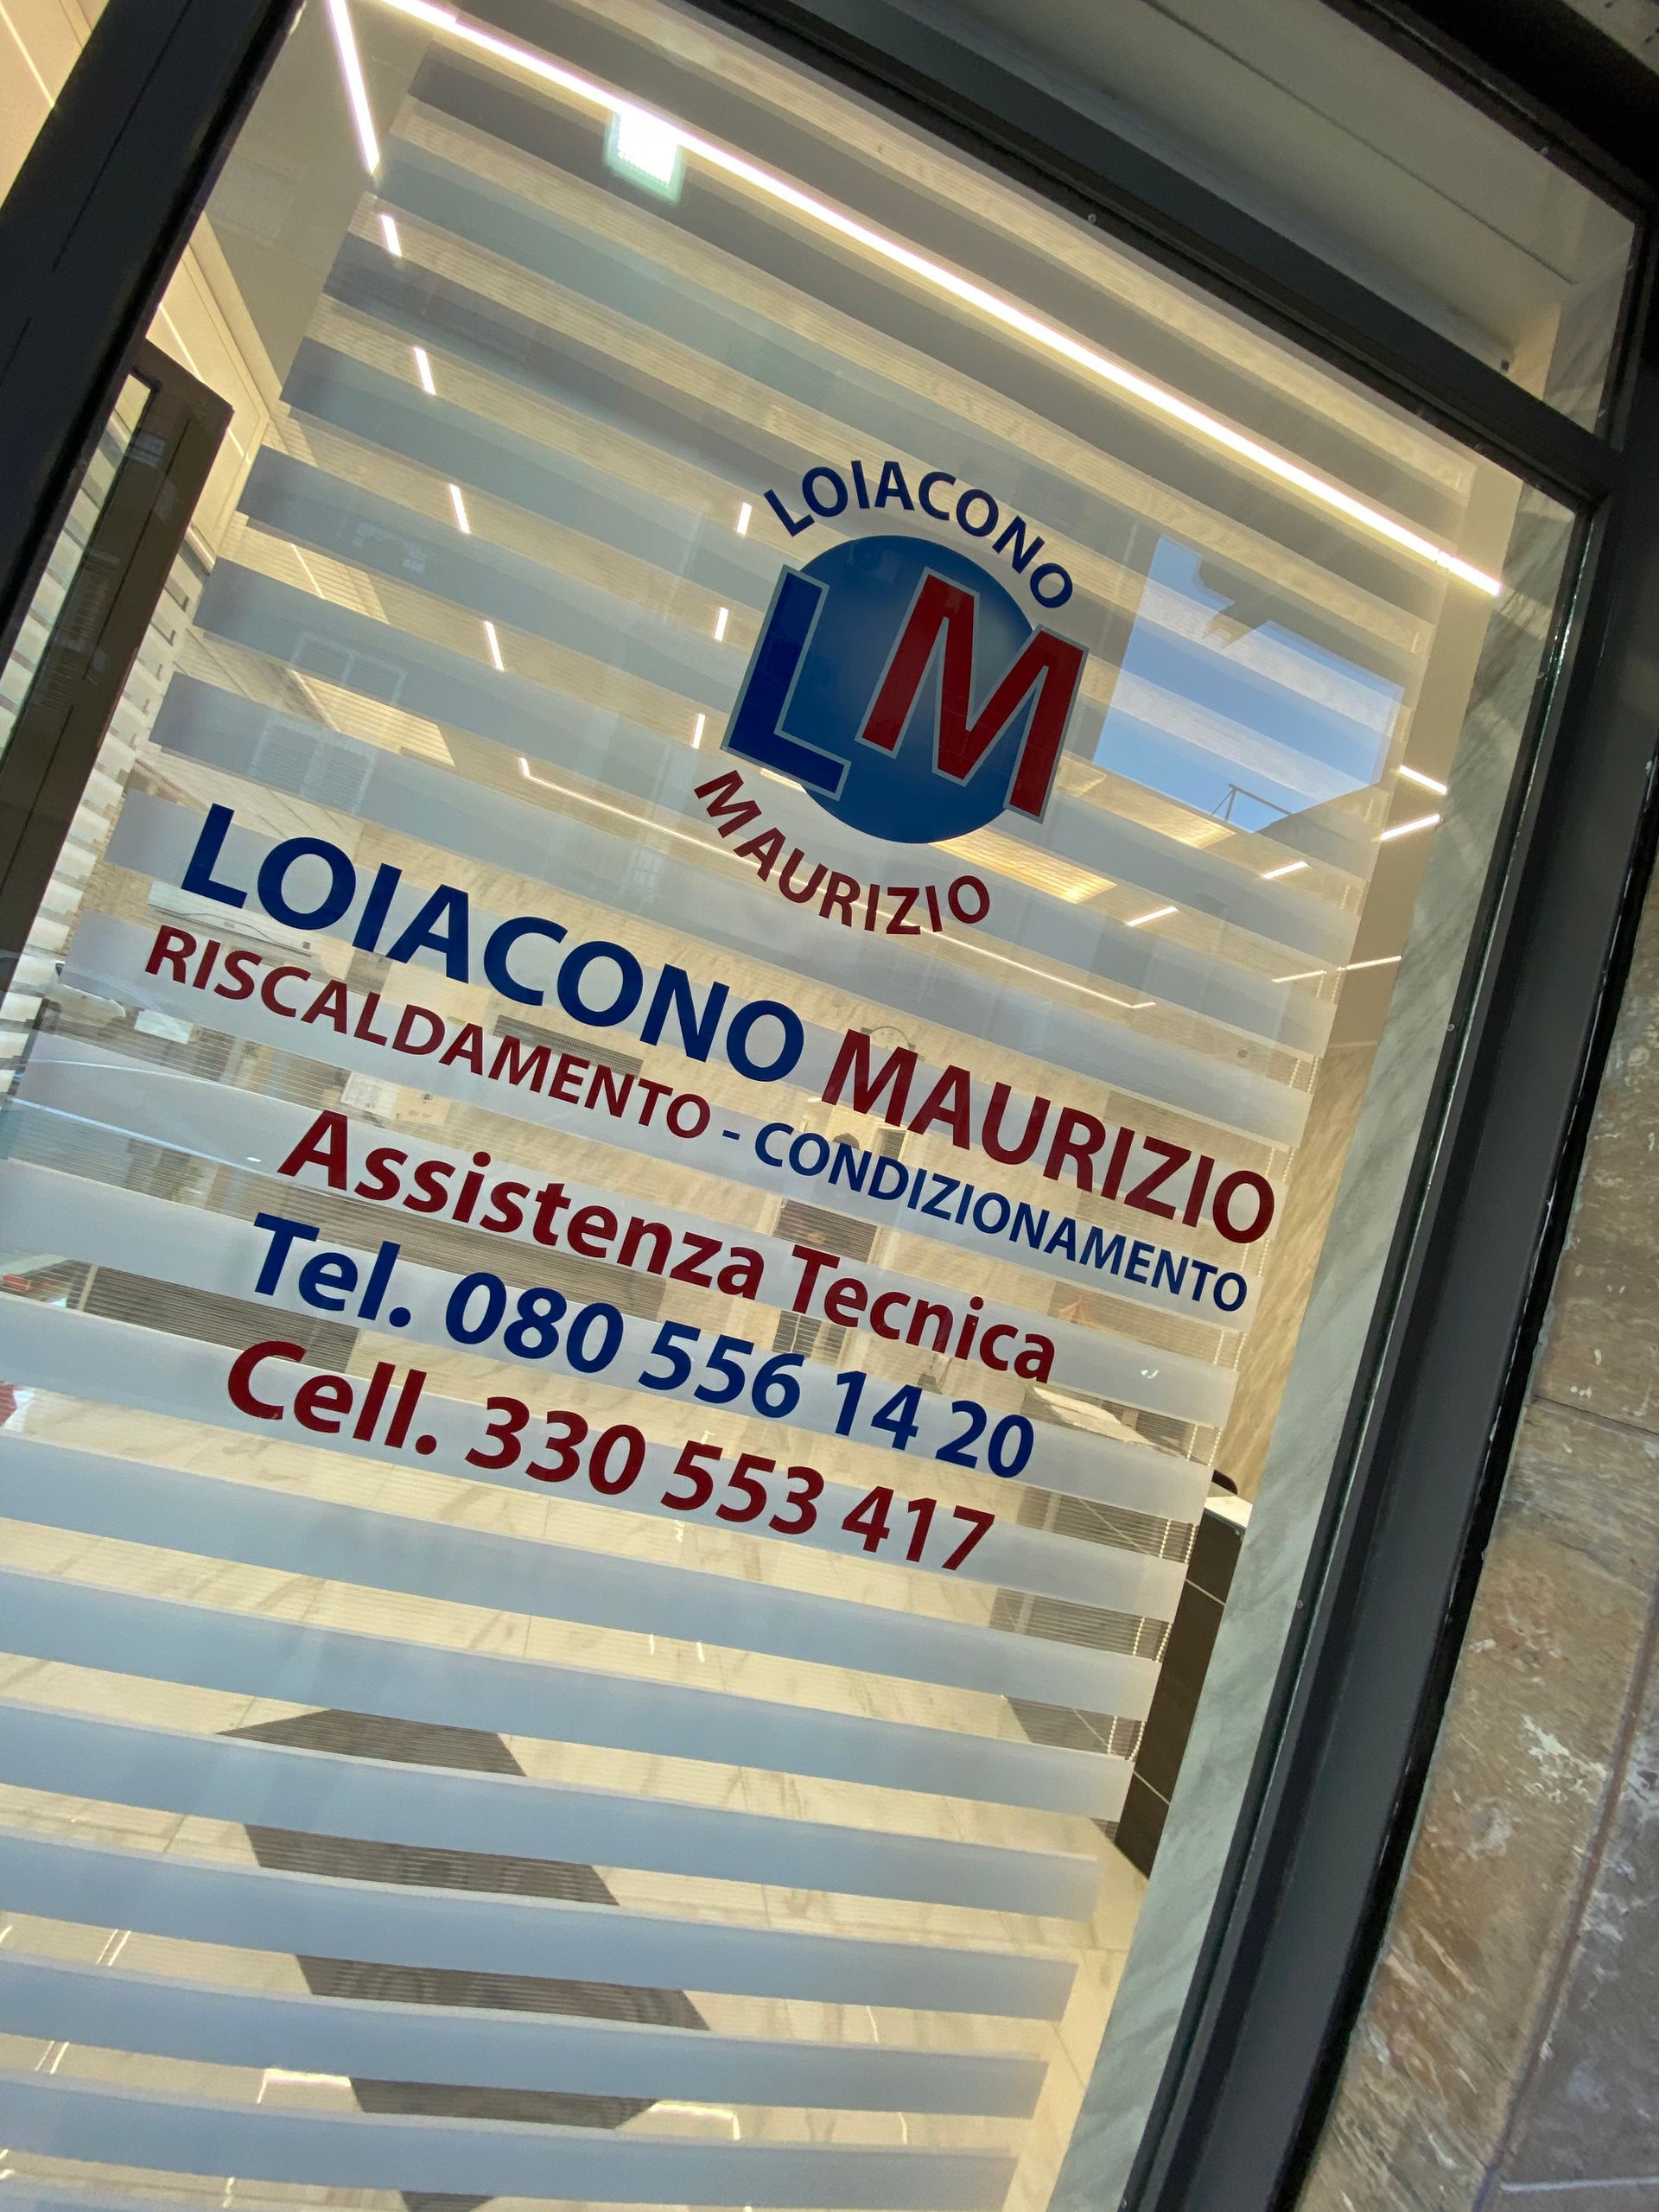 LOIACONO
LM
MAURIZIO
LOIACONO MAURIZIO
RISCALDAMENTO - CONDIZIONAMENTO
Assistenza Tecnica
Tel. 080 556 14 20
Cell. 330 553 417